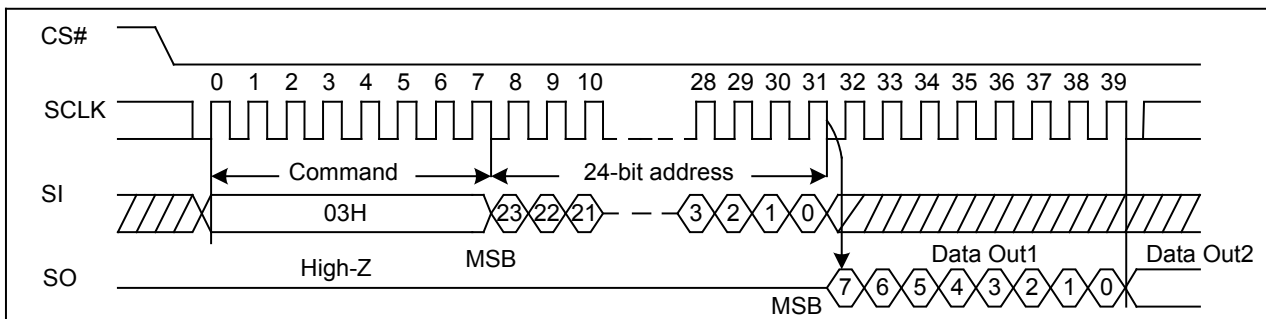 CS#
0 1 2 3 4 5 6 7 8 9 10 28 29 30 31 32 33 34 35 36 37 38 39
SCLK
Command 24-bit address
SI
03H 23 22 21 3 2 1 0
High-Z MSB Data Out1 Data Out2
SO
MSB 7 6 5 4 3 2 1 0